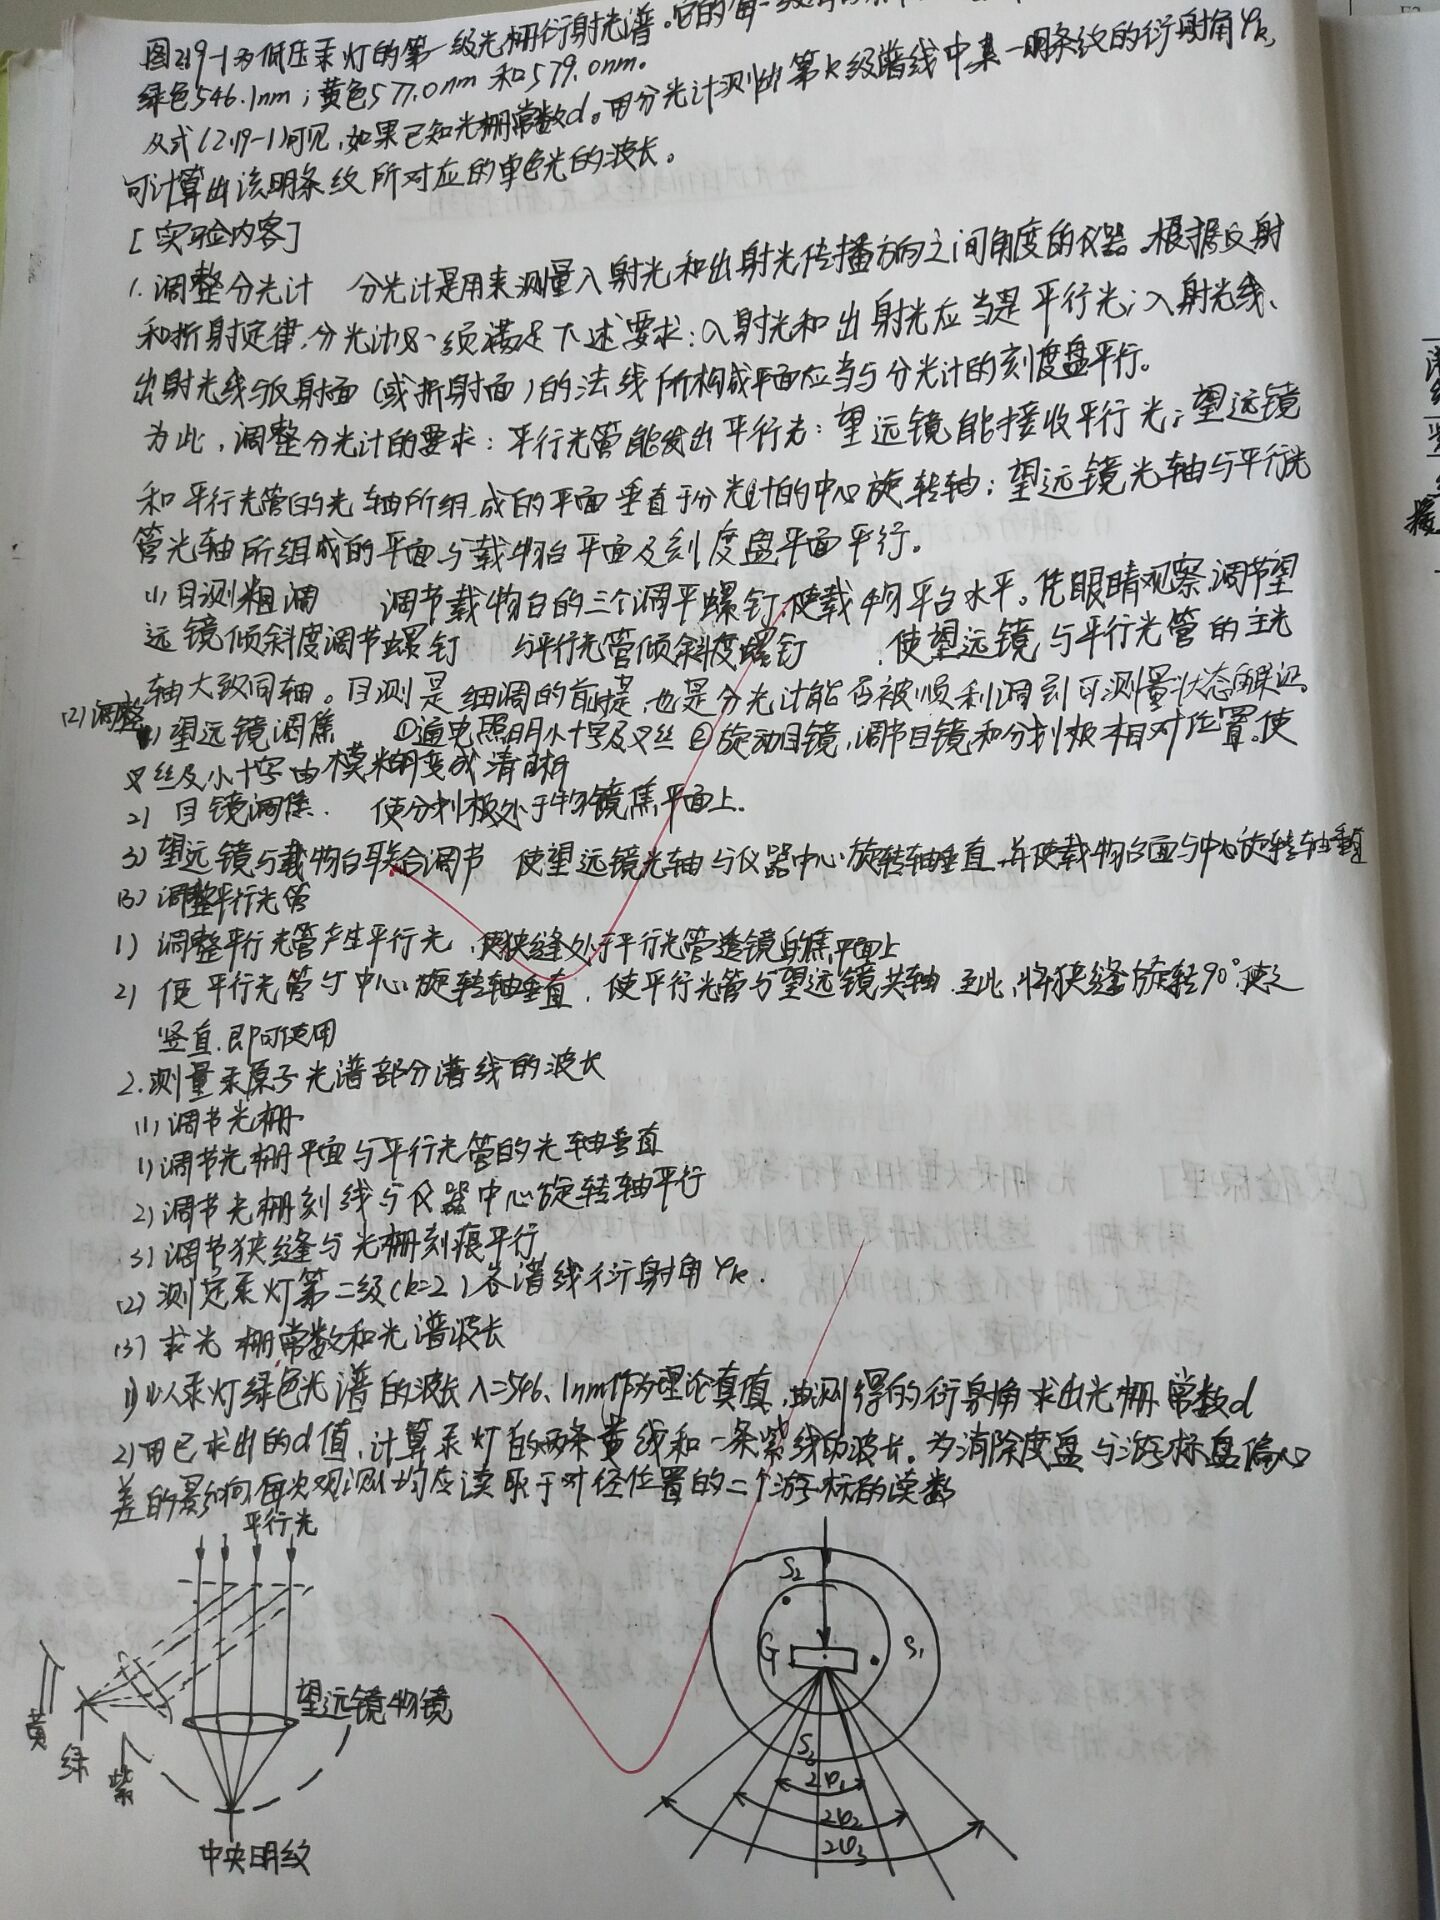 图2.19-1为低压汞灯的第一级光栅衍射光谱。它的每一级
绿色546.1nm；黄色577.0nm和579.0nm。
从式(2.19-1)可见，如果已知光栅常数d。用分光计测出第k级谱线中某一明条纹的衍射角φk，
可计算出该明条纹所对应的单色光的波长。
[实验内容]
1.调整分光计 分光计是用来测量入射光和出射光传播方向之间角度的仪器。根据反射
和折射定律，分光计必须满足下述要求：入射光和出射光应当是平行光；入射光线、
出射光线与反射面(或折射面)的法线所构成平面应当与分光计的刻度盘平行。
为此，调整分光计的要求：平行光管能发出平行光：望远镜能接收平行光；望远镜
和平行光管的光轴所组成的平面垂直于分光计的中心旋转轴；望远镜光轴与平行光
管光轴所组成的平面与载物台平面及刻度盘平面平行。
(1)目测粗调 调节载物台的三个调平螺钉，使载物平台水平。凭眼睛观察，调节望
远镜倾斜度调节螺钉 与平行光管倾斜度螺钉 ，使望远镜与平行光管的主光
轴大致同轴。目测是细调的前提，也是分光计能否被顺利调到可测量状态的保证
(2)调整
1)望远镜调焦 ①通电照明小十字及叉丝②旋动目镜，调节目镜和分划板相对位置。使
叉丝及小十字由模糊变成清晰
2)目镜调焦. 使分划板处于物镜焦平面上.
3)望远镜与载物台联合调节 使望远镜光轴与仪器中心旋转轴垂直，并使载物台面与中心旋转轴垂直
(3)调整平行光管
1)调整平行光管产生平行光，使狭缝处于平行光管透镜的焦平面上
2)使平行光管与中心旋转轴垂直，使平行光管与望远镜共轴.至此，将狭缝旋转90°，使之
竖直.即可使用
2.测量汞原子光谱部分谱线的波长
(1)调节光栅
1)调节光栅平面与平行光管的光轴垂直
2)调节光栅刻线与仪器中心旋转轴平行
3)调节狭缝与光栅刻痕平行
(2)测定汞灯第二级(k=2)各谱线衍射角φk.
(3)求光栅常数和光谱波长
1)以汞灯绿色光谱的波长λ=546.1nm作为理论真值，由测得的衍射角求出光栅常数d
2)用已求出的d值，计算汞灯的两条黄线和一条紫线的波长。为消除度盘与游标盘偏心
差的影响，每次观测均应读取于对径位置的二个游标的读数
平行光
望远镜物镜
黄
绿
紫
中央明纹
S2
G
S1
S3
2φ1
2φ2
2φ3